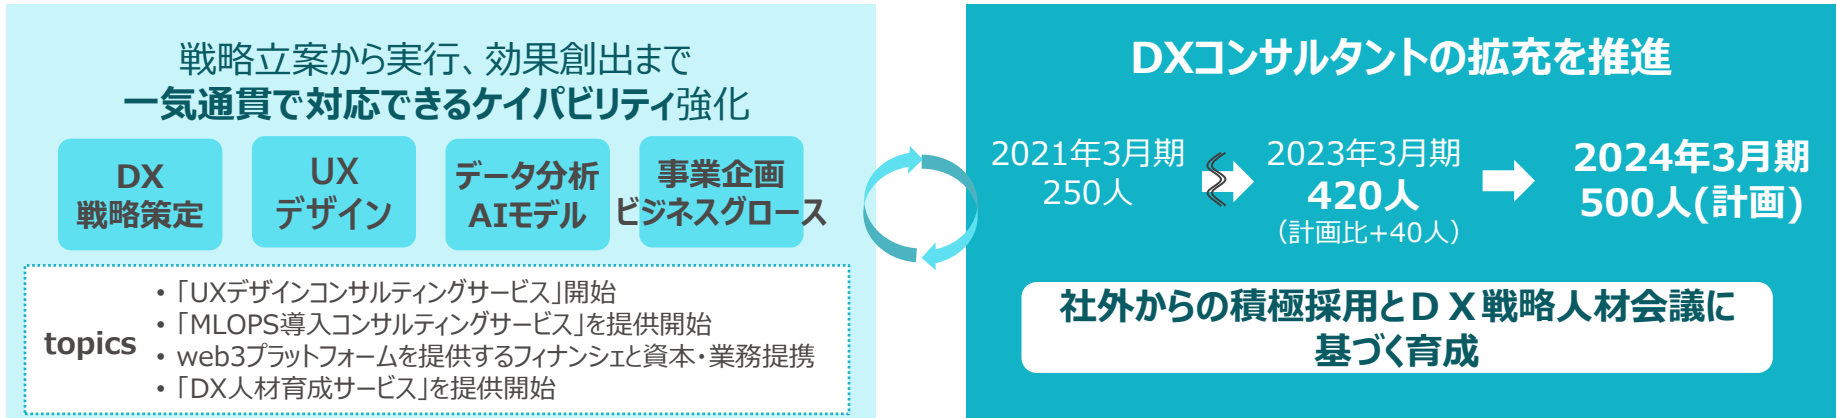 戦略立案から実行、効果創出まで
一気通貫で対応できるケイパビリティ強化
DX
戦略策定
UX
デザイン
データ分析
AIモデル
事業企画
ビジネスグロース
topics
・「UXデザインコンサルティングサービス」開始
・「MLOPS導入コンサルティングサービス」を提供開始
・web3プラットフォームを提供するフィナンシェと資本・業務提携
・「DX人材育成サービス」を提供開始
DXコンサルタントの拡充を推進
2021年3月期
250人
2023年3月期
420人
（計画比+40人）
2024年3月期
500人(計画)
社外からの積極採用とＤＸ戦略人材会議に
基づく育成